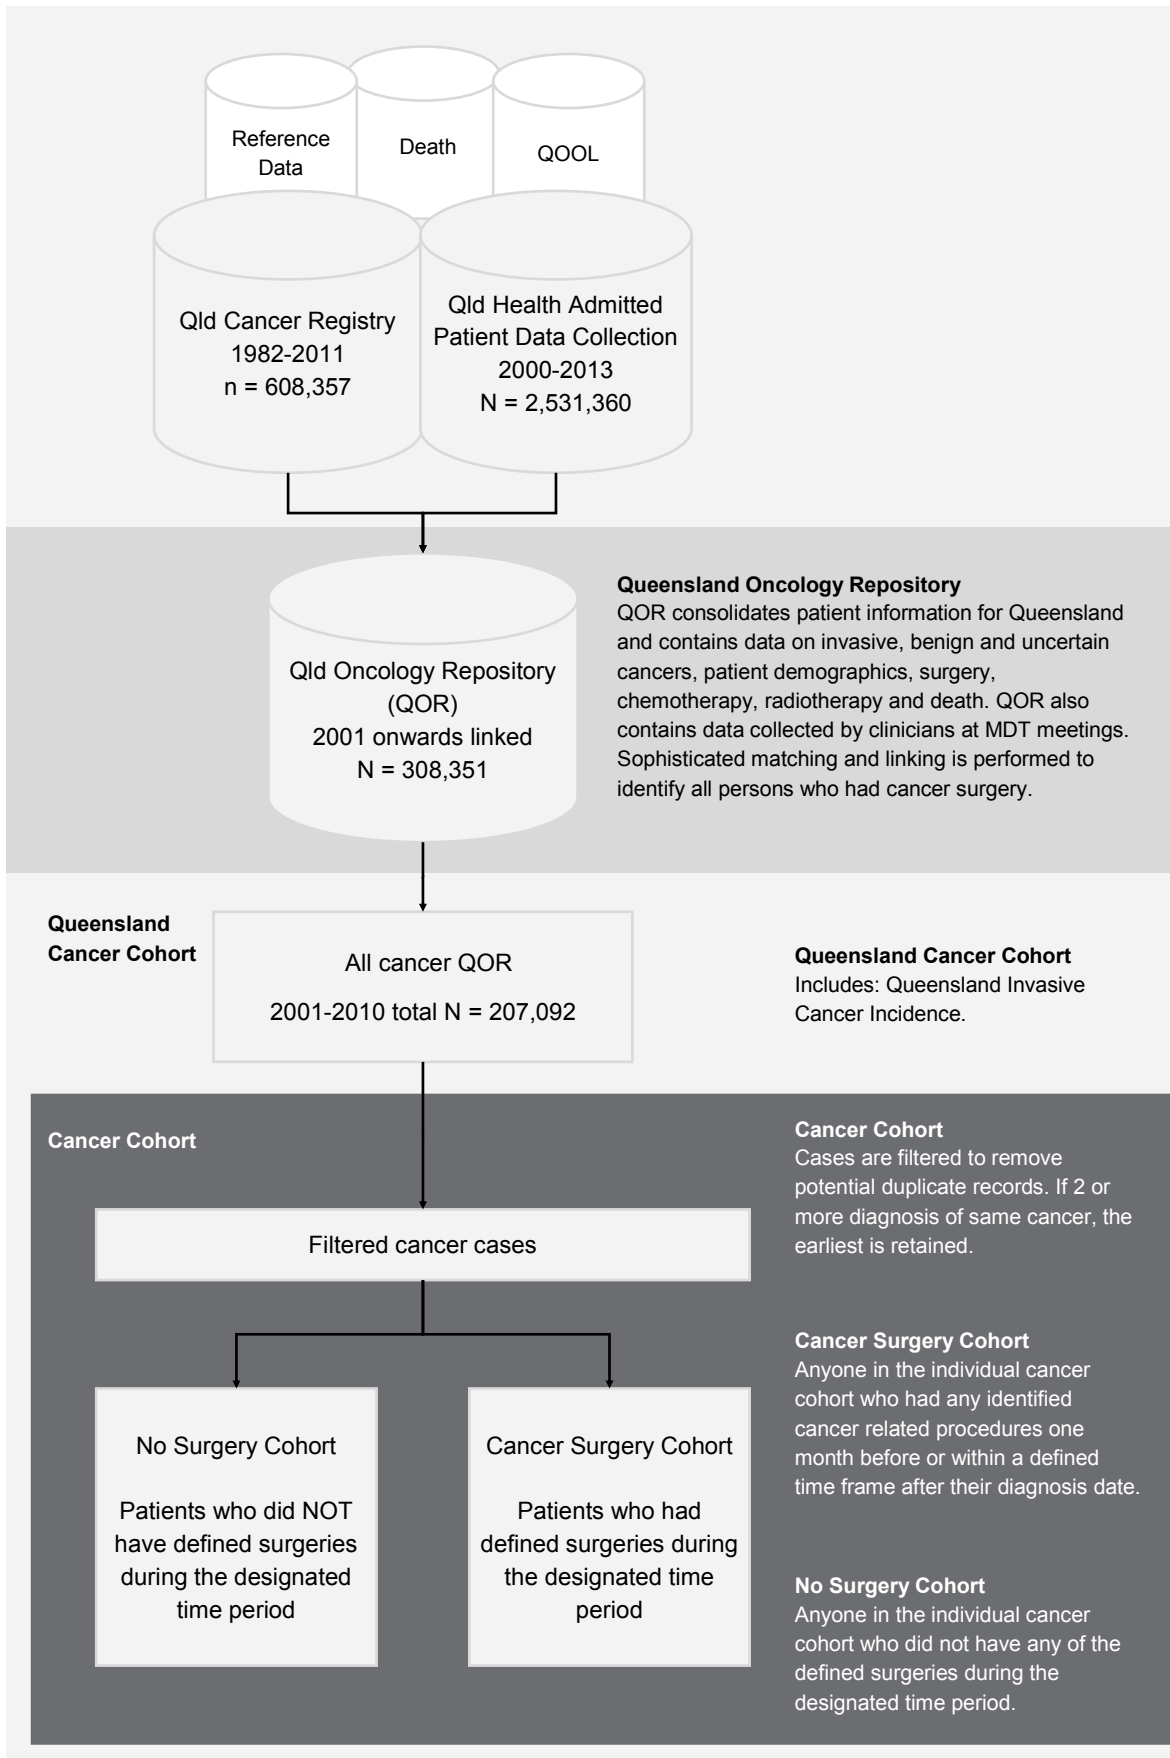 Reference
Data
Death
QOOL
Qld Cancer Registry
1982-2011
n = 608,357
Qld Health Admitted
Patient Data Collection
2000-2013
N = 2,531,360
Qld Oncology Repository
(QOR)
2001 onwards linked
N = 308,351
Queensland Oncology Repository
QOR consolidates patient information for Queensland
and contains data on invasive, benign and uncertain
cancers, patient demographics, surgery,
chemotherapy, radiotherapy and death. QOR also
contains data collected by clinicians at MDT meetings.
Sophisticated matching and linking is performed to
identify all persons who had cancer surgery.
Queensland
Cancer Cohort
All cancer QOR
2001-2010 total N = 207,092
Queensland Cancer Cohort
Includes: Queensland Invasive
Cancer Incidence.
Cancer Cohort
Filtered cancer cases
Cancer Cohort
Cases are filtered to remove
potential duplicate records. If 2 or
more diagnosis of same cancer, the
earliest is retained.
No Surgery Cohort
Patients who did NOT
have defined surgeries
during the designated
time period
Cancer Surgery Cohort
Patients who had
defined surgeries during
the designated time
period
Cancer Surgery Cohort
Anyone in the individual cancer
cohort who had any identified
cancer related procedures one
month before or within a defined
time frame after their diagnosis date.
No Surgery Cohort
Anyone in the individual cancer
cohort who did not have any of the
defined surgeries during the
designated time period.